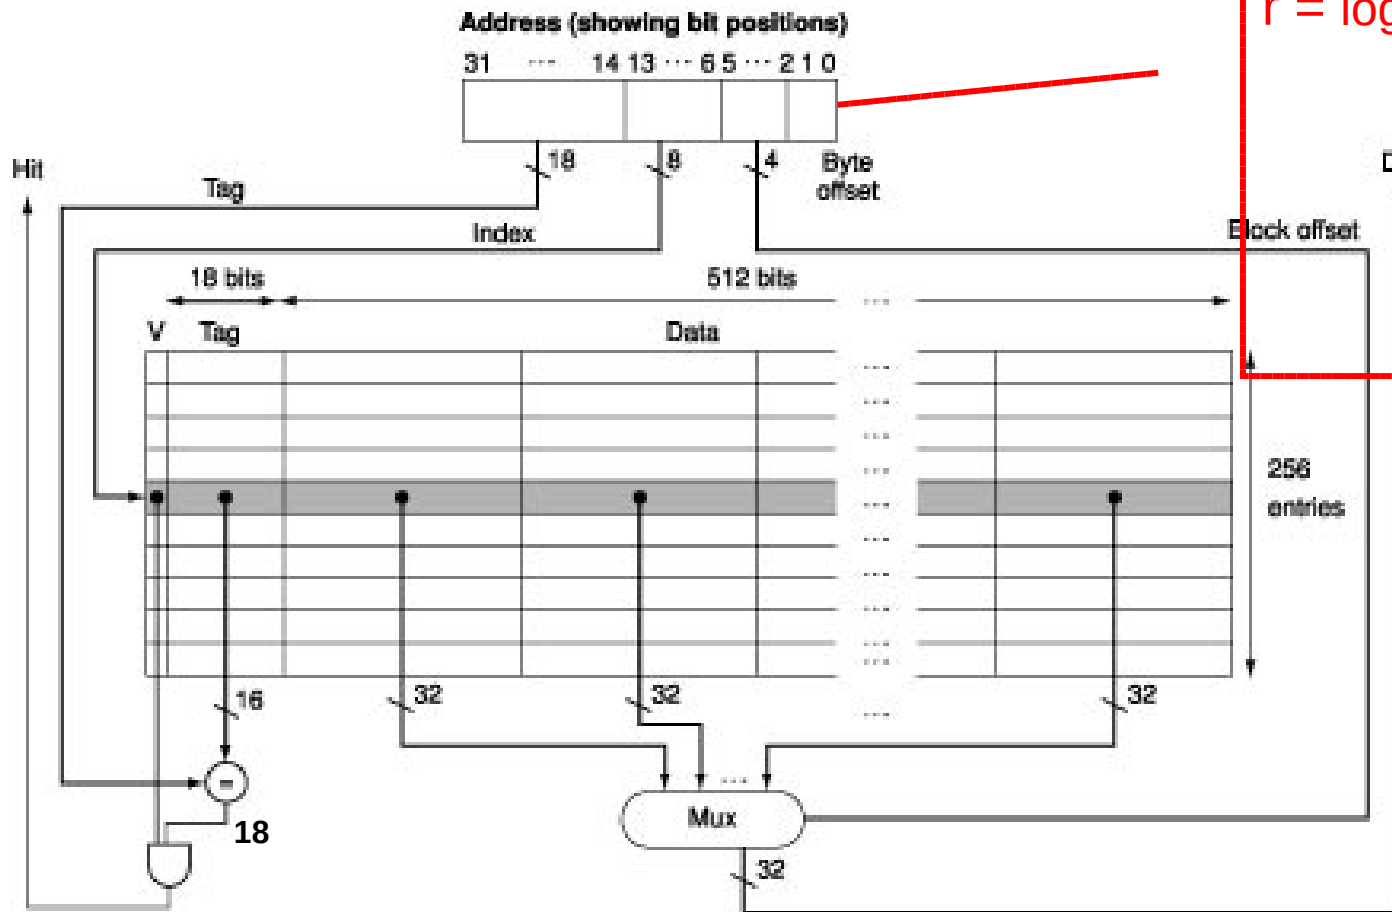 r = log
Address (showing bit positions)
31 ... 14 13 ... 6 5 ... 2 1 0
18 8 4 Byte
offset
Hit
D
Tag
Index
Block offset
18 bits
512 bits
...
V Tag Data
...
...
...
...
...
...
...
...
...
...
256
entries
16 32 32 ... 32
=
...
Mux
18
32